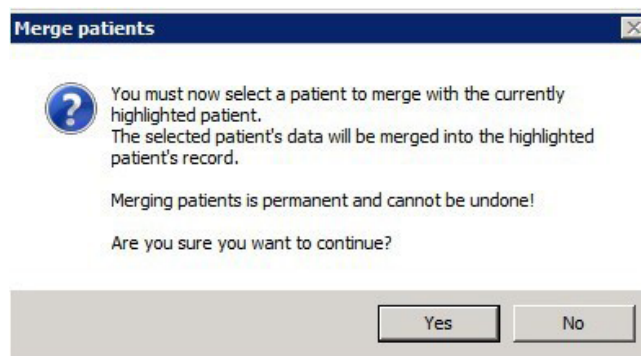 Merge patients
You must now select a patient to merge with the currently
highlighted patient.
The selected patient's data will be merged into the highlighted
patient's record.
Merging patients is permanent and cannot be undone!
Are you sure you want to continue?
Yes No